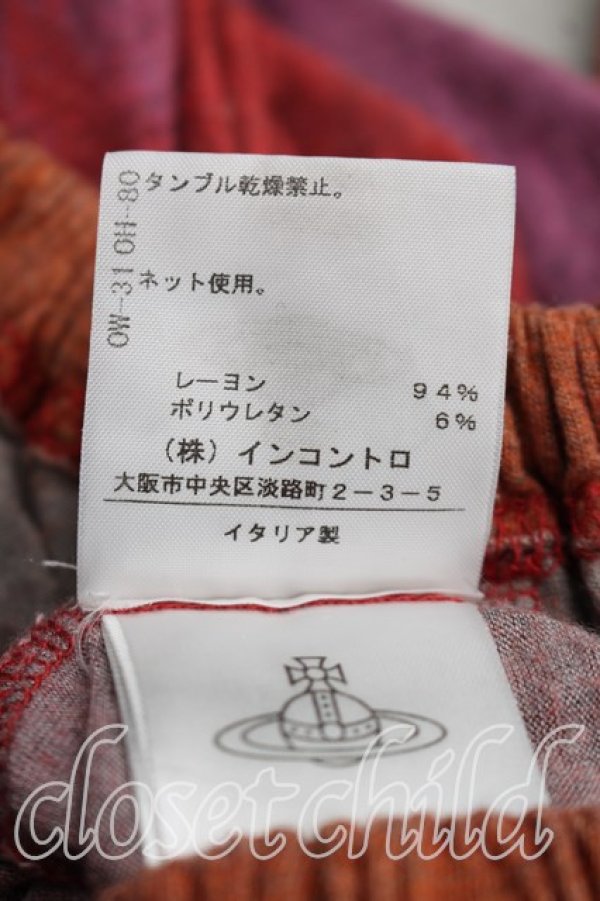 OW-31 OH-80
タンブル乾燥禁止。
ネット使用。
レーヨン 94%
ポリウレタン 6%
(株) インコントロ
大阪市中央区淡路町2-3-5
イタリア製
closet child